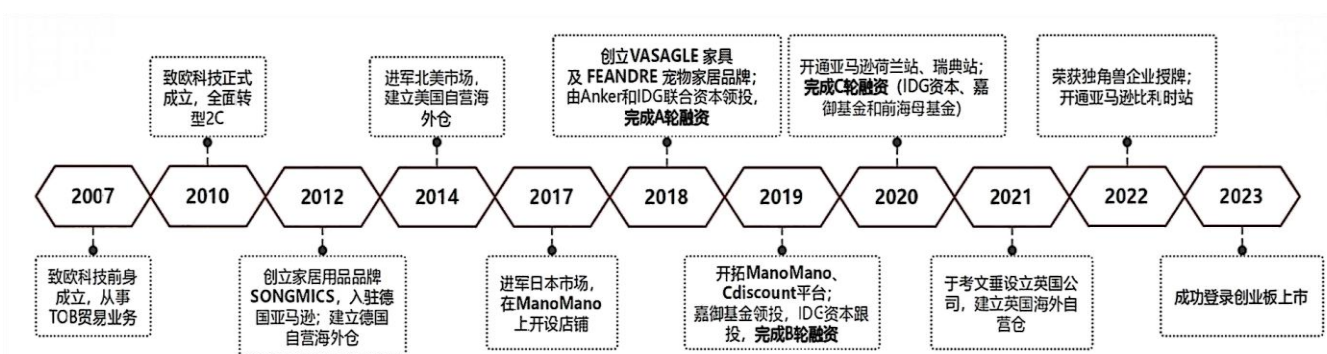 致欧科技正式
成立，全面转
型2C
进军北美市场，
建立美国自营海
外仓
创立VASAGLE 家具
及 FEANDRE 宠物家居品牌；
由Anker和IDG联合资本领投，
完成A轮融资
开通亚马逊荷兰站、瑞典站；
完成C轮融资（IDG资本、嘉
御基金和前海母基金）
荣获独角兽企业授牌；
开通亚马逊比利时站
2007
2010
2012
2014
2017
2018
2019
2020
2021
2022
2023
致欧科技前身
成立，从事
TOB贸易业务
创立家居用品品牌
SONGMICS，入驻德
国亚马逊；建立德国
自营海外仓
进军日本市场，
在ManoMano
上开设店铺
开拓ManoMano、
Cdiscount平台；
嘉御基金领投，IDG资本跟
投，完成B轮融资
于考文垂设立英国公
司，建立英国海外自
营仓
成功登录创业板上市